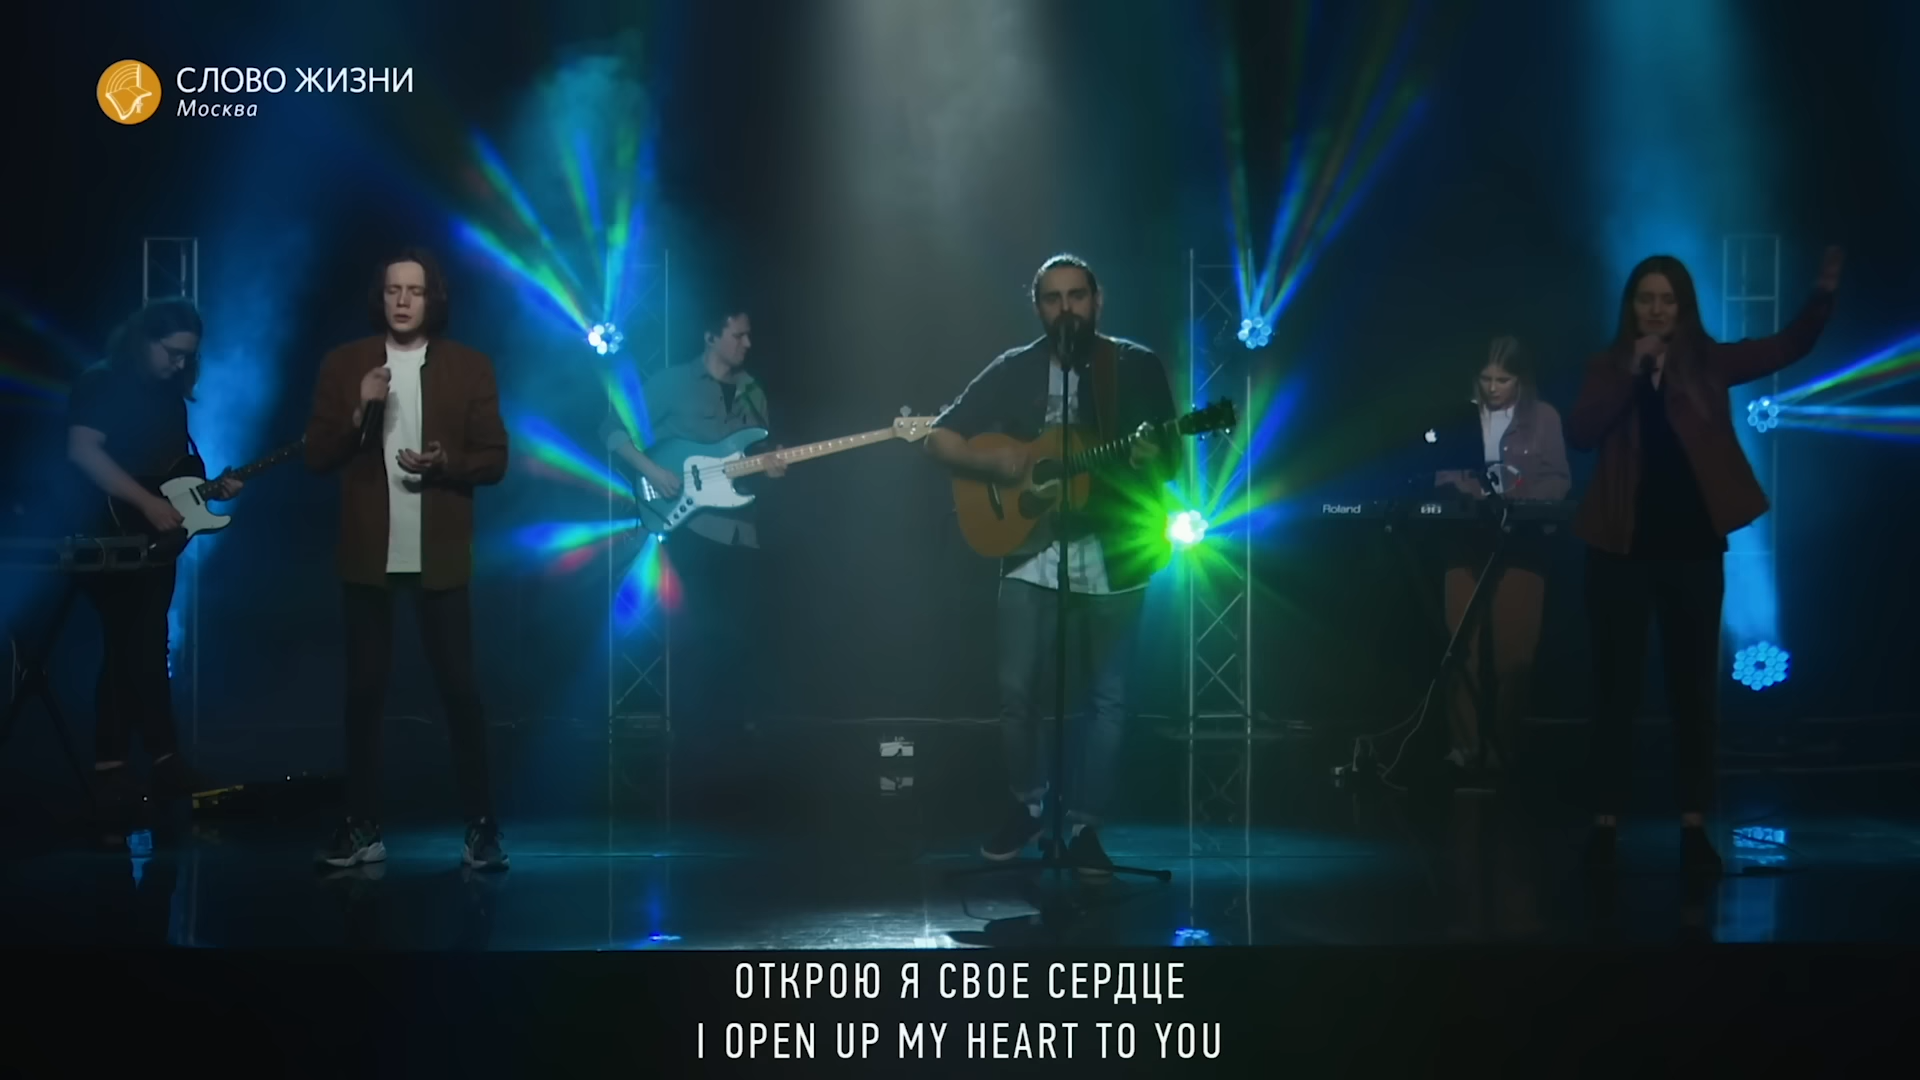 СЛОВО ЖИЗНИ
Москва
Roland
ОТКРОЮ Я СВОЕ СЕРДЦЕ
I OPEN UP MY HEART TO YOU